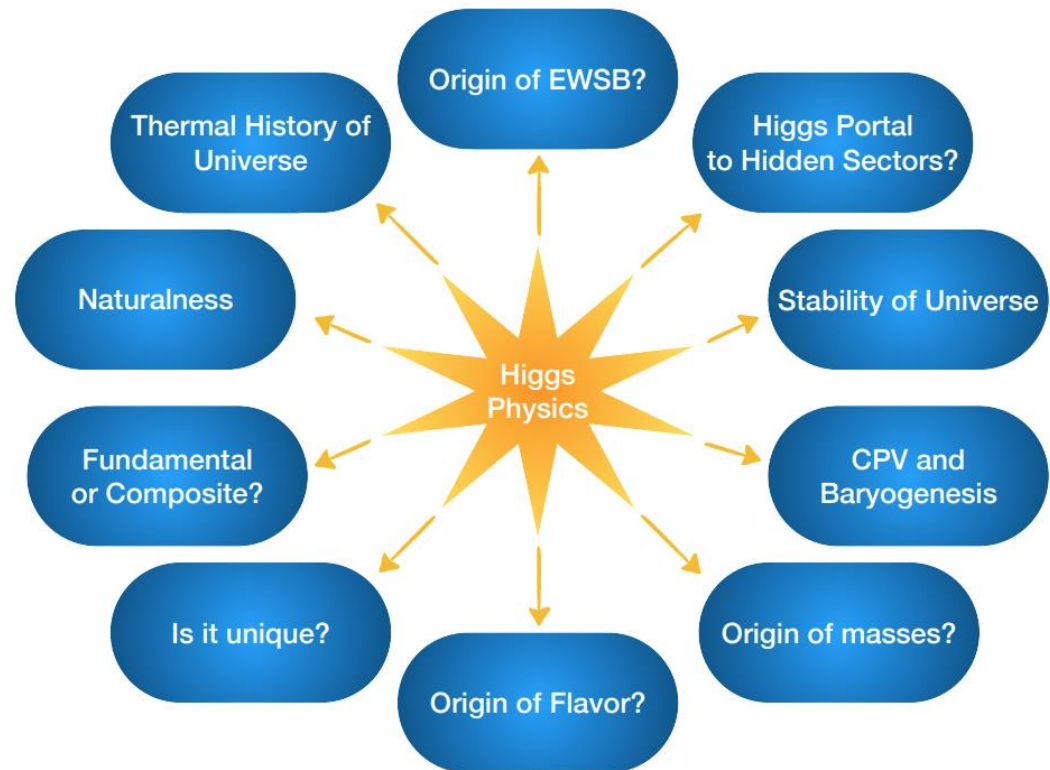 Origin of EWSB?
Thermal History of
Universe
Higgs Portal
to Hidden Sectors?
Naturalness
Stability of Universe
Higgs
Physics
Fundamental
or Composite?
CPV and
Baryogenesis
Is it unique?
Origin of masses?
Origin of Flavor?